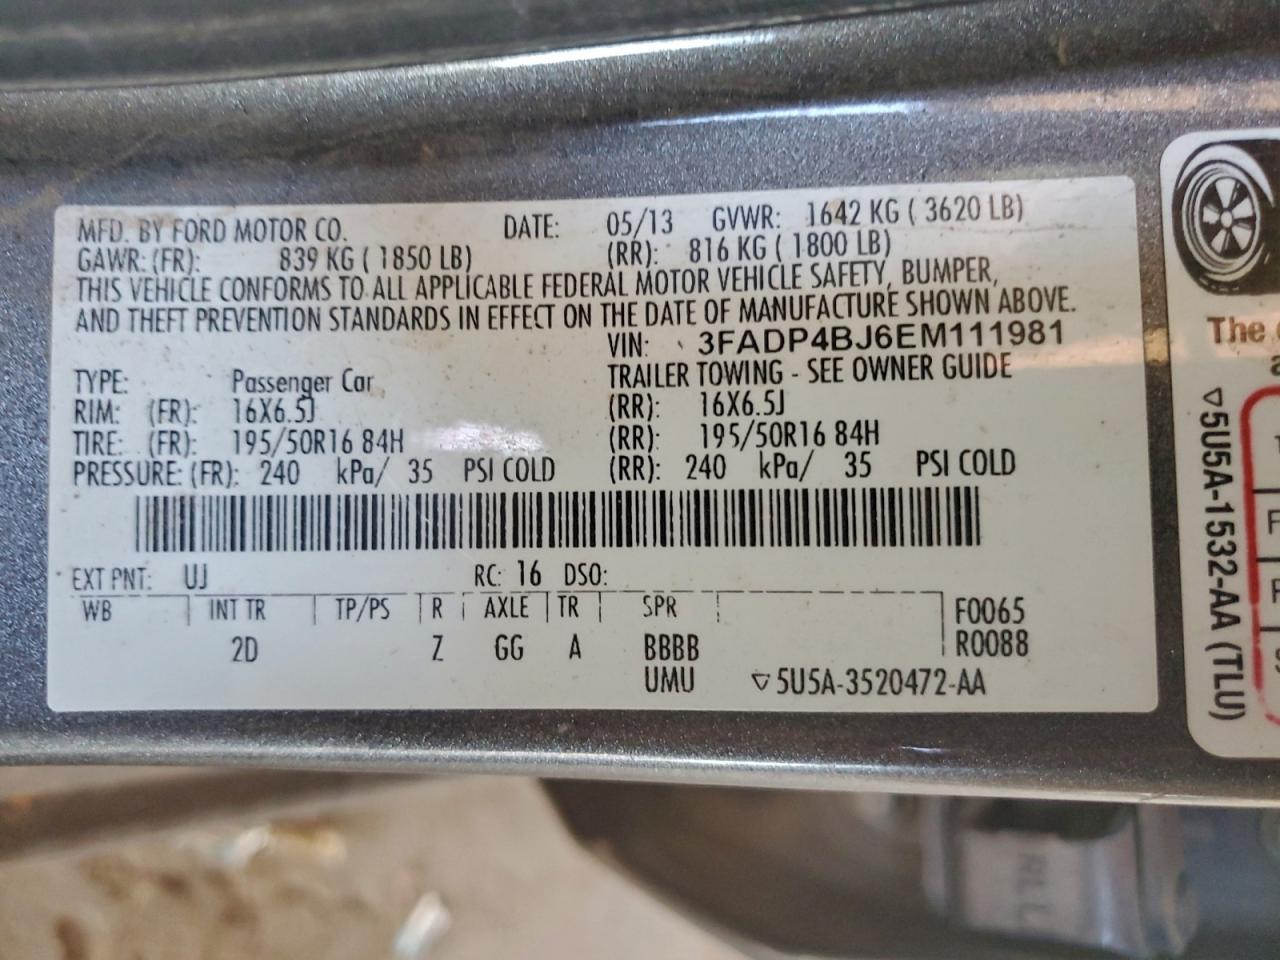 MFD. BY FORD MOTOR CO. DATE: 05/13 GVWR: 1642 KG ( 3620 LB)
GAWR: (FR): 839 KG ( 1850 LB) (RR): 816 KG ( 1800 LB)
THIS VEHICLE CONFORMS TO ALL APPLICABLE FEDERAL MOTOR VEHICLE SAFETY, BUMPER,
AND THEFT PREVENTION STANDARDS IN EFFECT ON THE DATE OF MANUFACTURE SHOWN ABOVE.
VIN: 3FADP4BJ6EM111981
TYPE: Passenger Car TRAILER TOWING - SEE OWNER GUIDE
RIM: (FR): 16X6.5J (RR): 16X6.5J
TIRE: (FR): 195/50R16 84H (RR): 195/50R16 84H
PRESSURE: (FR): 240 kPa/ 35 PSI COLD (RR): 240 kPa/ 35 PSI COLD
EXT PNT: UJ RC: 16 DSO:
WB INT TR TP/PS R AXLE TR SPR F0065
2D Z GG A BBBB R0088
UMU ▽5U5A-3520472-AA
The
▽5U5A-1532-AA (TLU)